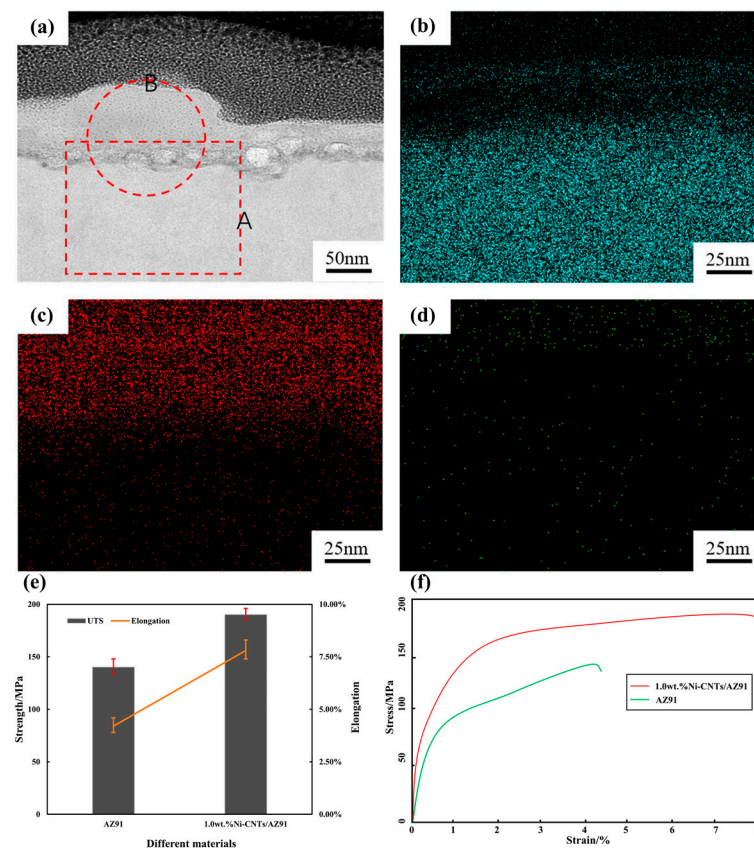 (a)
B
A
50nm
(b)
25nm
(c)
25nm
(d)
25nm
(e)
200
150
100
50
0
Strength/MPa
UTS
Elongation
10.00%
7.50%
5.00%
2.50%
0.00%
Elongation
AZ91
1.0wt.%Ni-CNTs/AZ91
Different materials
(f)
200
150
100
50
0
Stress/MPa
1.0wt.%Ni-CNTs/AZ91
AZ91
0 1 2 3 4 5 6 7
Strain/%